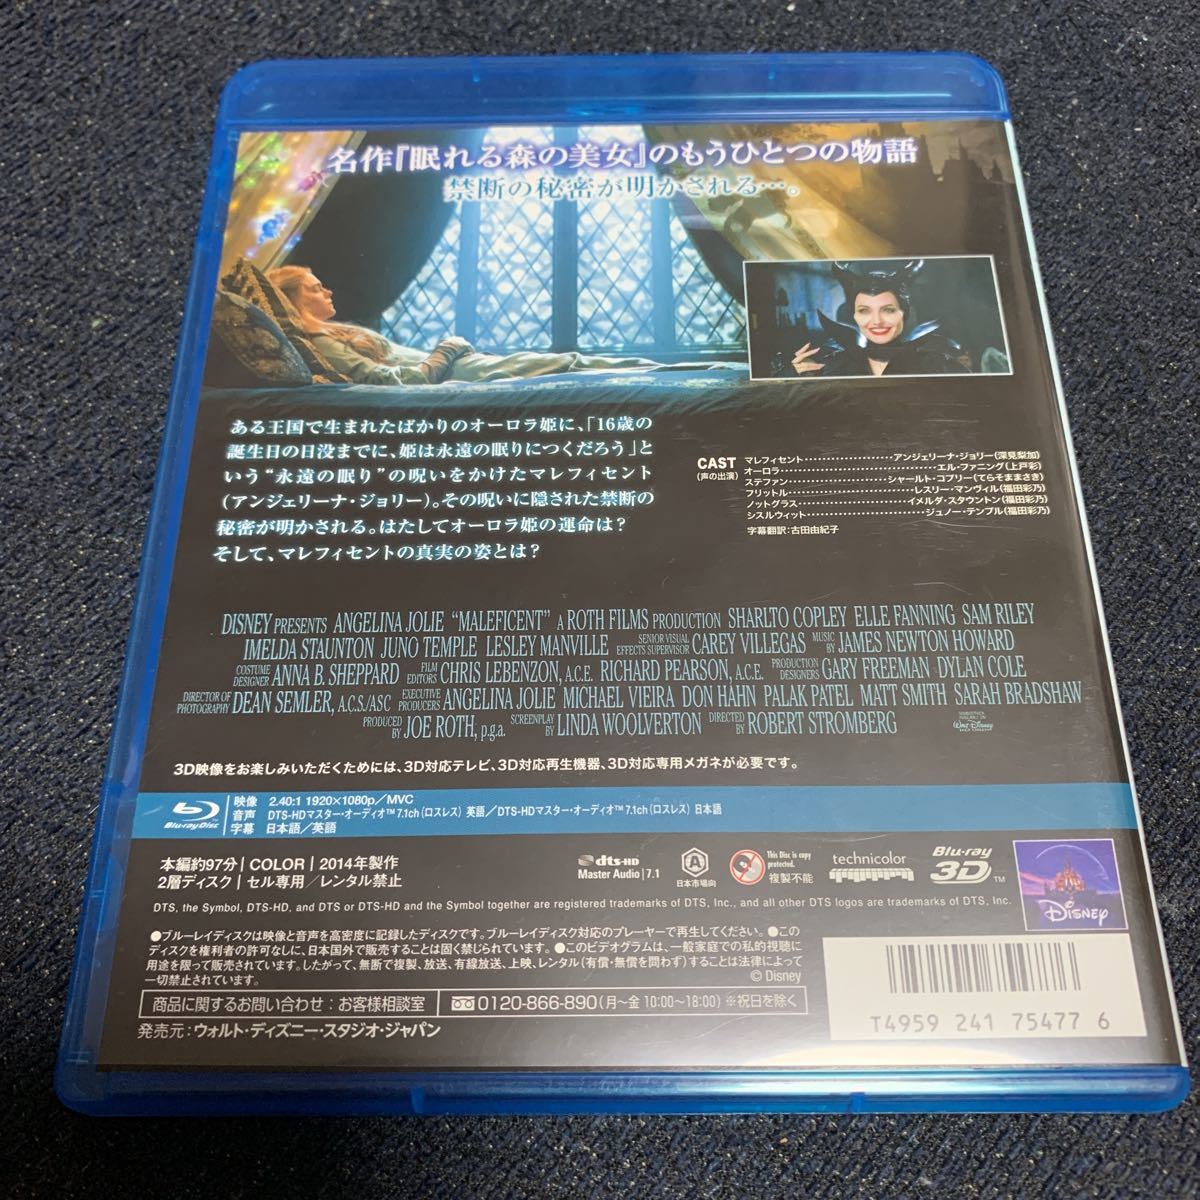 名作『眠れる森の美女』のもうひとつの物語
禁断の秘密が明かされる…。
ある王国で生まれたばかりのオーロラ姫に、「16歳の
誕生日の日没までに、姫は永遠の眠りにつくだろう」と
いう“永遠の眠り”の呪いをかけたマレフィセント
(アンジェリーナ・ジョリー)。その呪いに隠された禁断の
秘密が明かされる。はたしてオーロラ姫の運命は?
そして、マレフィセントの真実の姿とは?
CAST
(声の出演)
マレフィセント…………………アンジェリーナ・ジョリー(深見梨加)
オーロラ…………………エル・ファニング(上戸彩)
ステファン…………………シャールト・コプリー(てらそままさき)
フリットル…………………レスリー・マンヴィル(福田彩乃)
ノットグラス…………………イメルダ・スタウントン(福田彩乃)
シスルウィット…………………ジュノー・テンプル(福田彩乃)
字幕翻訳:古田由紀子
DISNEY PRESENTS ANGELINA JOLIE “MALEFICENT” A ROTH FILMS PRODUCTION SHARLTO COPLEY ELLE FANNING SAM RILEY
IMELDA STAUNTON JUNO TEMPLE LESLEY MANVILLE SENIOR VISUAL EFFECTS SUPERVISOR CAREY VILLEGAS MUSIC BY JAMES NEWTON HOWARD
COSTUME DESIGNER ANNA B. SHEPPARD FILM EDITORS CHRIS LEBENZON, A.C.E. RICHARD PEARSON, A.C.E. PRODUCTION DESIGNERS GARY FREEMAN DYLAN COLE
DIRECTOR OF PHOTOGRAPHY DEAN SEMLER, A.C.S./ASC EXECUTIVE PRODUCERS ANGELINA JOLIE MICHAEL VIEIRA DON HAHN PALAK PATEL MATT SMITH SARAH BRADSHAW
PRODUCED BY JOE ROTH, p.g.a. SCREENPLAY BY LINDA WOOLVERTON DIRECTED BY ROBERT STROMBERG
SOUNDTRACK AVAILABLE ON Walt Disney RECORDS
3D映像をお楽しみいただくためには、3D対応テレビ、3D対応再生機器、3D対応専用メガネが必要です。
Blu-ray Disc
映像 2.40:1 1920×1080p/MVC
音声 DTS-HDマスター・オーディオ™7.1ch(ロスレス) 英語/DTS-HDマスター・オーディオ™7.1ch(ロスレス) 日本語
字幕 日本語/英語
本編約97分 | COLOR | 2014年製作
2層ディスク | セル専用/レンタル禁止
dts-HD
Master Audio | 7.1
A
日本市場向
This Disc is copy
protected.
複製不能
technicolor
Blu-ray
3D™
DISNEY
DTS, the Symbol, DTS-HD, and DTS or DTS-HD and the Symbol together are registered trademarks of DTS, Inc., and all other DTS logos are trademarks of DTS, Inc.
●ブルーレイディスクは映像と音声を高密度に記録したディスクです。ブルーレイディスク対応のプレーヤーで再生してください。●この
ディスクを権利者の許可なしに、日本国外で販売することは固く禁じられています。●このビデオグラムは、一般家庭での私的視聴に
用途を限って販売されています。したがって、無断で複製、放送、有線放送、上映、レンタル(有償・無償を問わず)することは法律によって
一切禁止されています。
© Disney
商品に関するお問い合わせ:お客様相談室 0120-866-890(月〜金 10:00〜18:00) ※祝日を除く
発売元:ウォルト・ディズニー・スタジオ・ジャパン
T4959 241 75477 6